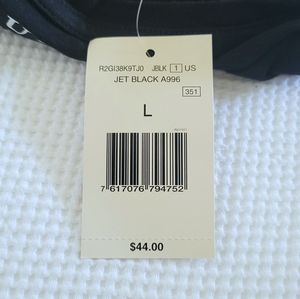 R2GI38K9TJ0 JBLK 1 US
JET BLACK A996
351
L
7 617076 794752
$44.00